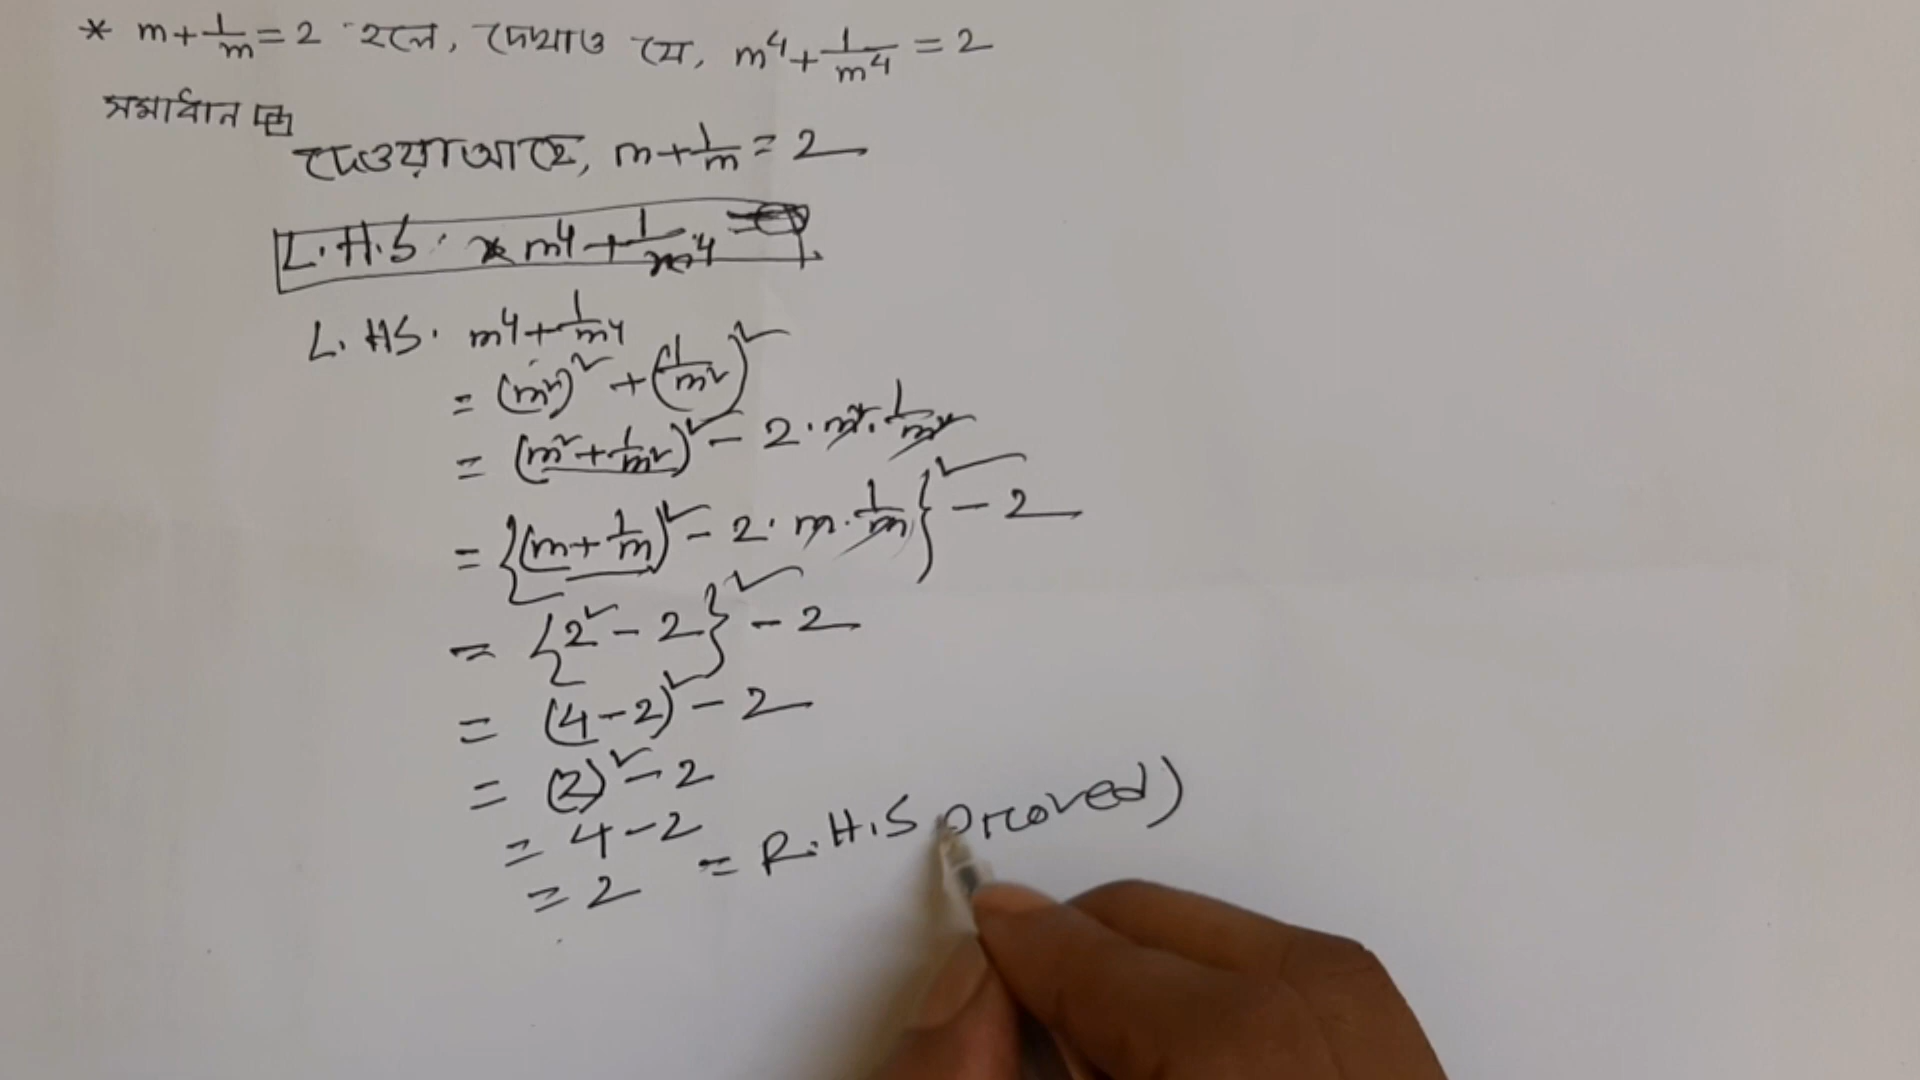 * m + 1/m = 2 হলে, দেখাও যে, m⁴ + 1/m⁴ = 2
সমাধান
দেওয়া আছে, m + 1/m = 2
L.H.S. m⁴ + 1/m⁴
L.HS. m⁴ + 1/m⁴
= (m²)² + (1/m²)²
= (m² + 1/m²)² - 2 · m² · 1/m²
= {(m + 1/m)² - 2 · m · 1/m}² - 2
= {2² - 2}² - 2
= (4 - 2)² - 2
= (2)² - 2
= 4 - 2
= 2 = R.H.S proved)